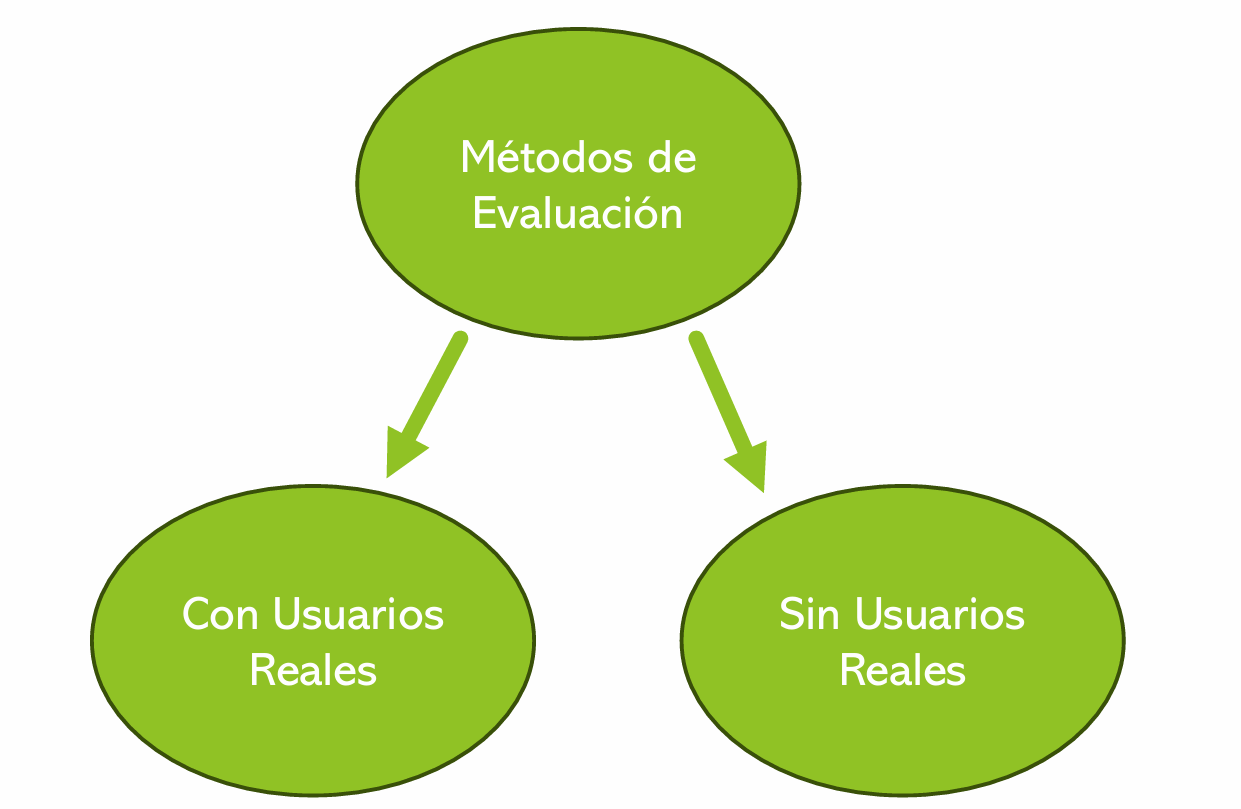 Métodos de
Evaluación
Con Usuarios
Reales
Sin Usuarios
Reales